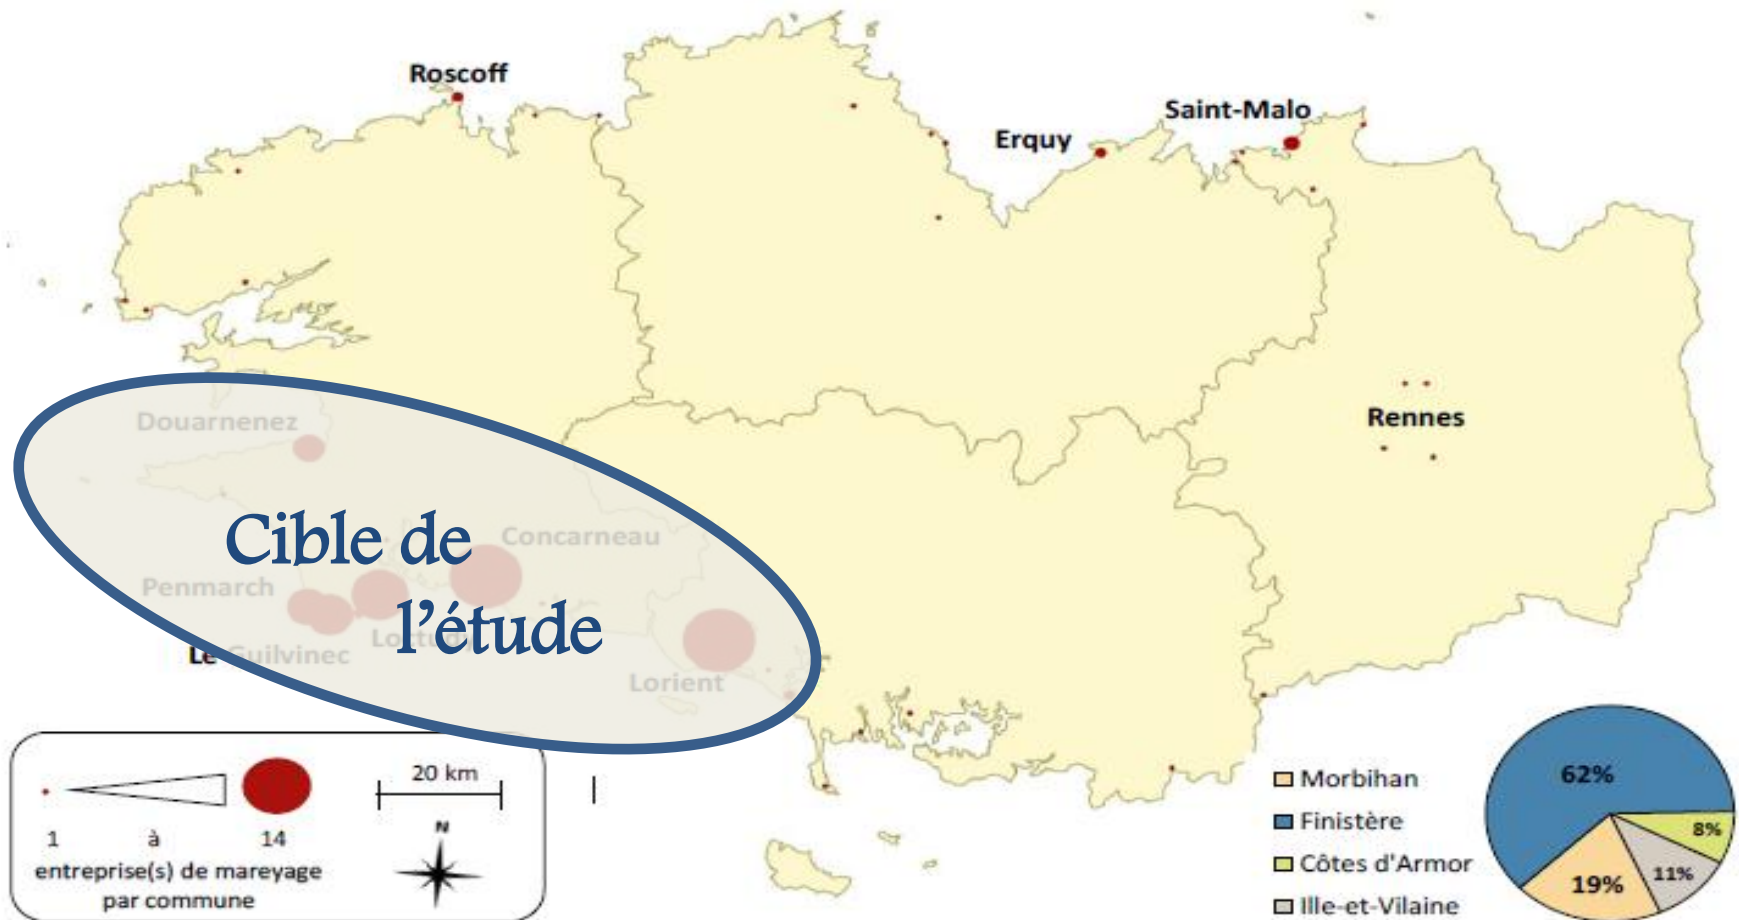 Roscoff
Saint-Malo
Erquy
Douarnenez
Rennes
Cible de
l'étude
Concarneau
Penmarch
Loctudy
Le Guilvinec
Lorient
20 km
N
1 à 14
entreprise(s) de mareyage
par commune
Morbihan
Finistère
Côtes d'Armor
Ille-et-Vilaine
62%
8%
11%
19%